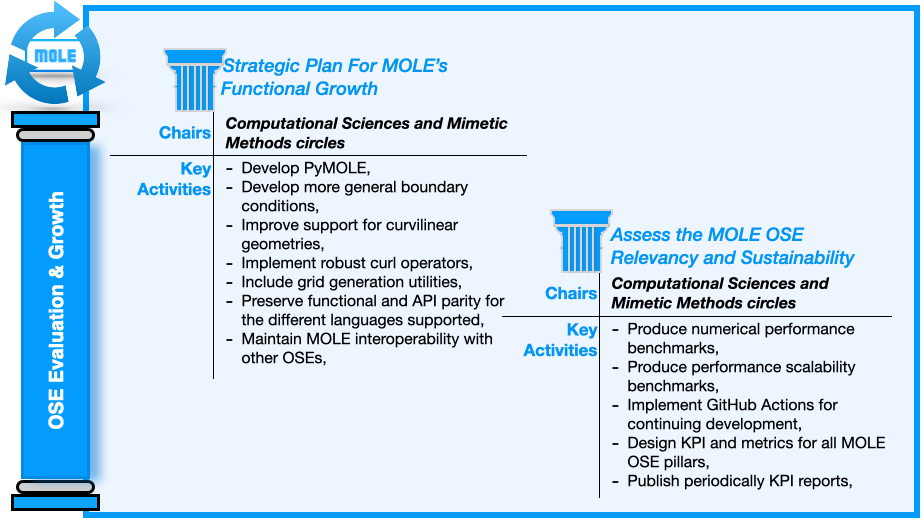 MOLE
OSE Evaluation & Growth
Strategic Plan For MOLE's
Functional Growth
Chairs
Computational Sciences and Mimetic
Methods circles
Key
Activities
- Develop PyMOLE,
- Develop more general boundary
conditions,
- Improve support for curvilinear
geometries,
- Implement robust curl operators,
- Include grid generation utilities,
- Preserve functional and API parity for
the different languages supported,
- Maintain MOLE interoperability with
other OSEs,
Assess the MOLE OSE
Relevancy and Sustainability
Chairs
Computational Sciences and
Mimetic Methods circles
Key
Activities
- Produce numerical performance
benchmarks,
- Produce performance scalability
benchmarks,
- Implement GitHub Actions for
continuing development,
- Design KPI and metrics for all MOLE
OSE pillars,
- Publish periodically KPI reports,